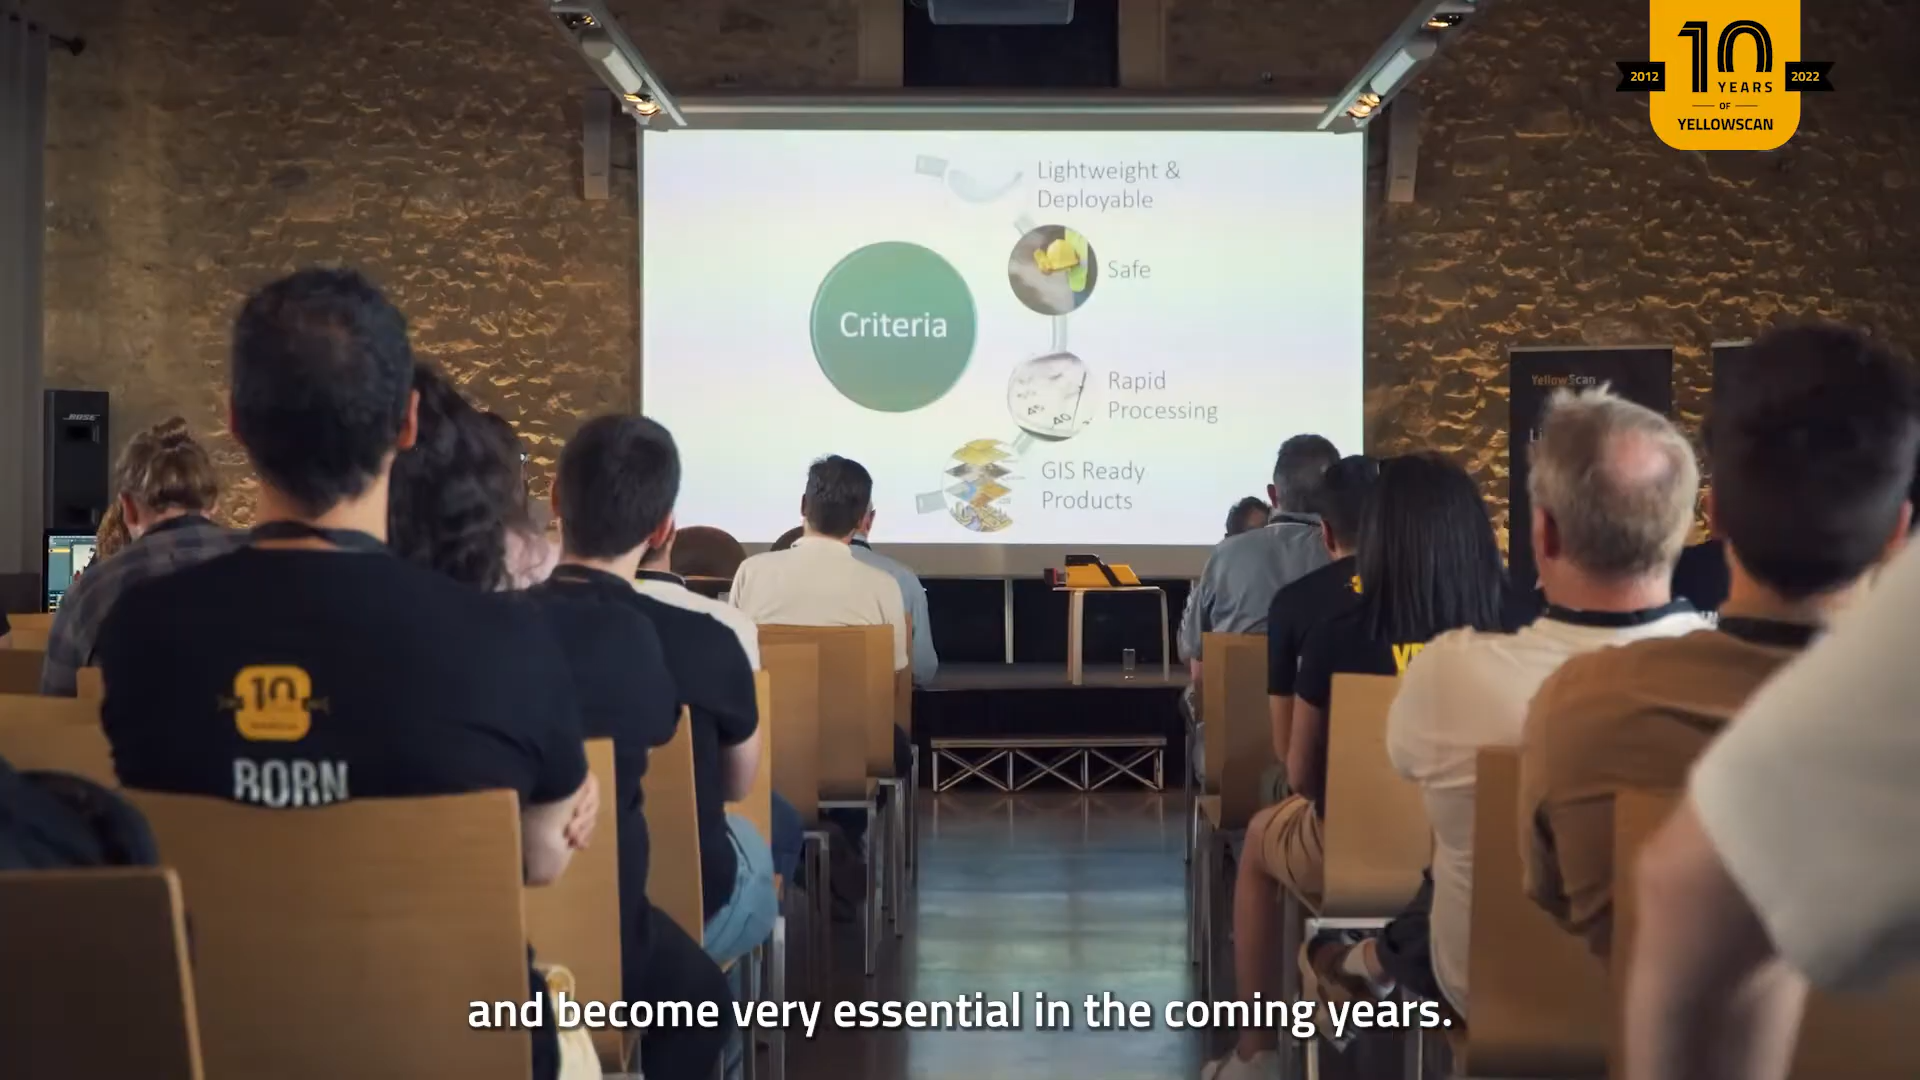 10
YEARS
2012
2022
OF
YELLOWSCAN
Lightweight &
Deployable
Safe
Criteria
Rapid
Processing
GIS Ready
Products
BOSE
YellowScan
10
BORN
and become very essential in the coming years.